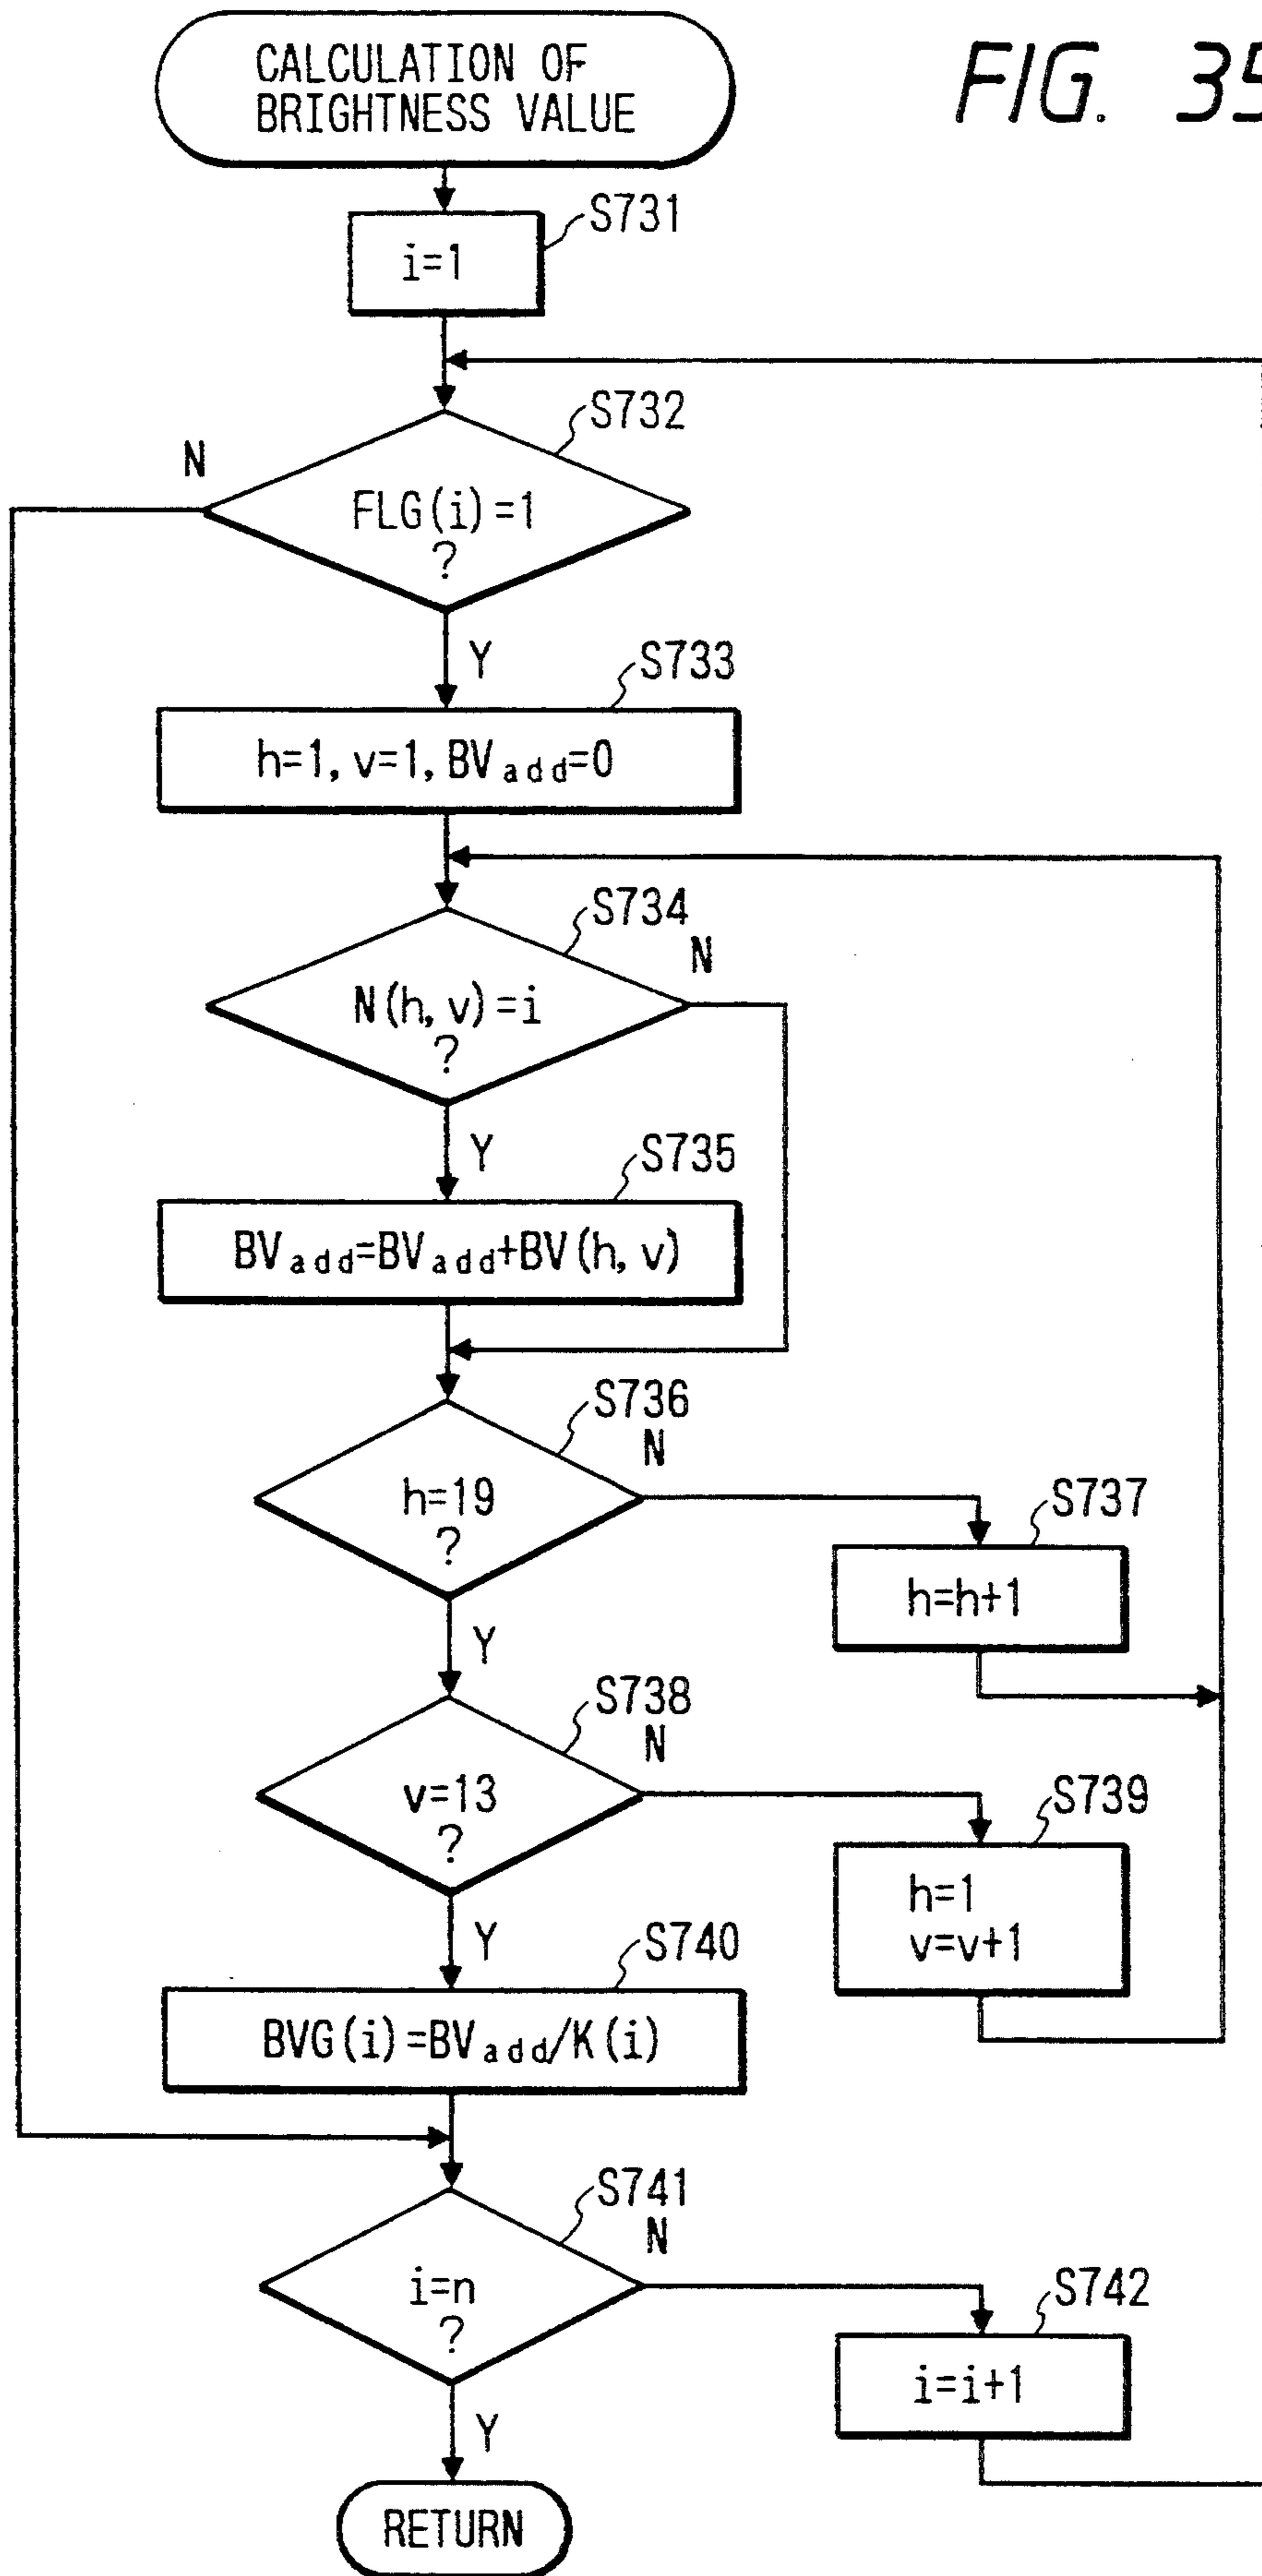 CALCULATION OF
BRIGHTNESS VALUE
FIG. 35
S731
i=1
S732
N
FLG(i)=1
?
Y
S733
h=1, v=1, BVadd=0
S734
N
N(h, v)=i
?
Y
S735
BVadd=BVadd+BV(h, v)
S736
N
h=19
?
S737
h=h+1
Y
S738
N
v=13
?
S739
h=1
v=v+1
Y
S740
BVG(i)=BVadd/K(i)
S741
N
i=n
?
S742
i=i+1
Y
RETURN